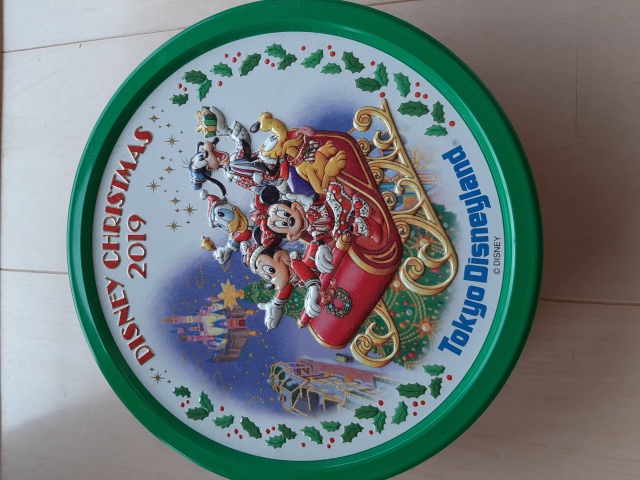 DISNEY CHRISTMAS
2019
Tokyo Disneyland®
© DISNEY